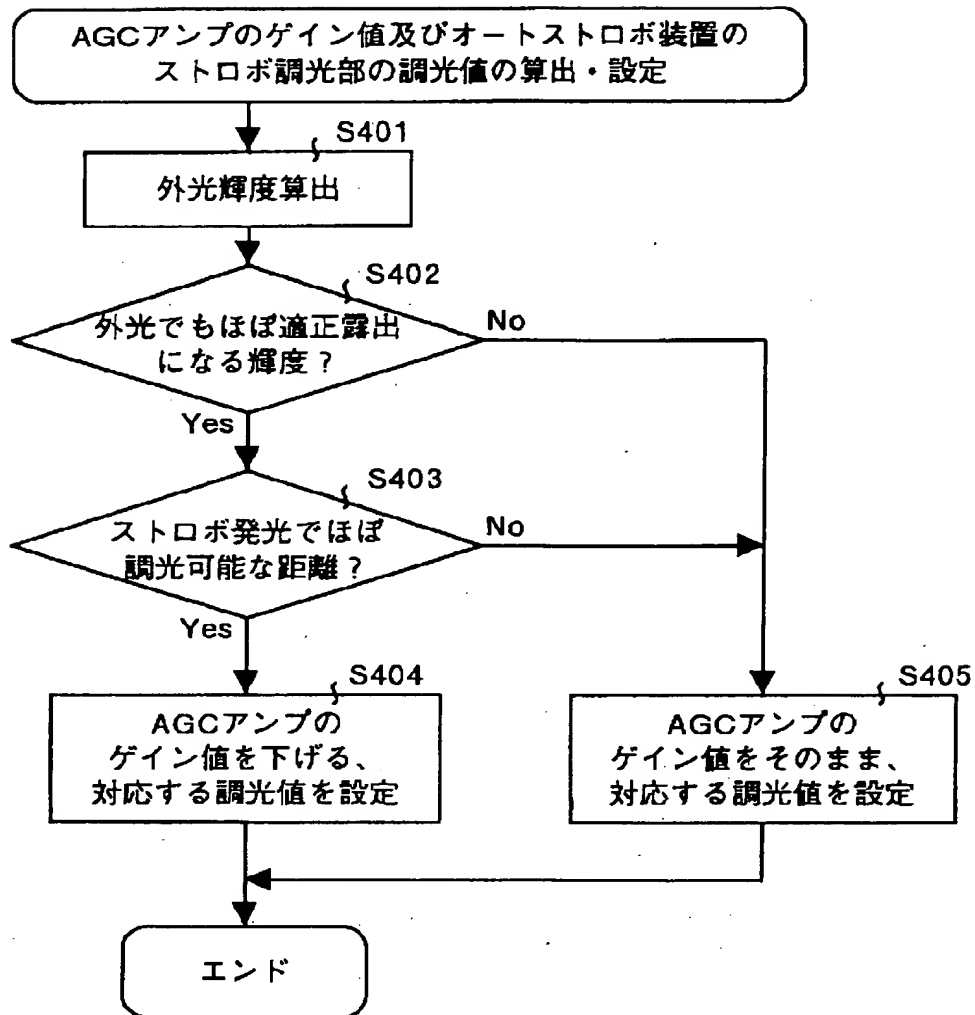 AGCアンプのゲイン値及びオートストロボ装置の
ストロボ調光部の調光値の算出・設定
S401
外光輝度算出
S402
外光でもほぼ適正露出
になる輝度?
No
Yes
S403
ストロボ発光でほぼ
調光可能な距離?
No
Yes
S404
AGCアンプの
ゲイン値を下げる、
対応する調光値を設定
S405
AGCアンプの
ゲイン値をそのまま、
対応する調光値を設定
エンド